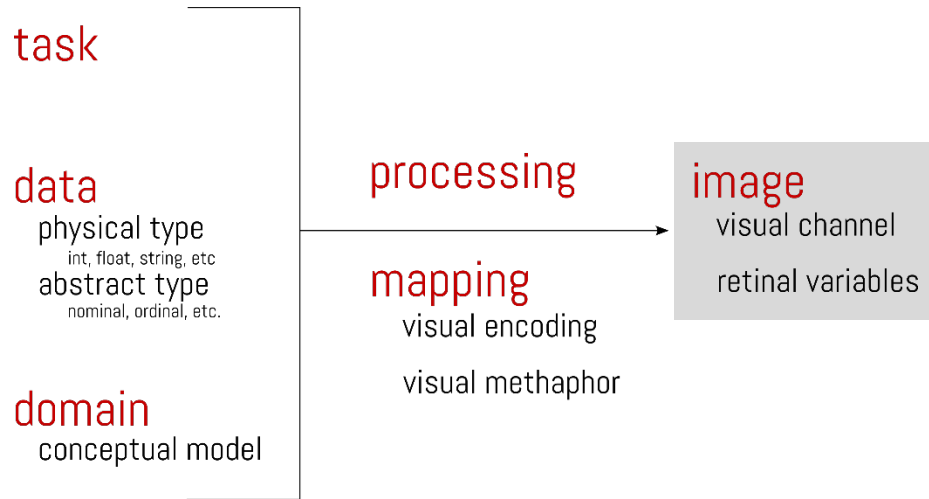 task
data
physical type
int, float, string, etc
abstract type
nominal, ordinal, etc.
domain
conceptual model
processing
mapping
visual encoding
visual methaphor
image
visual channel
retinal variables